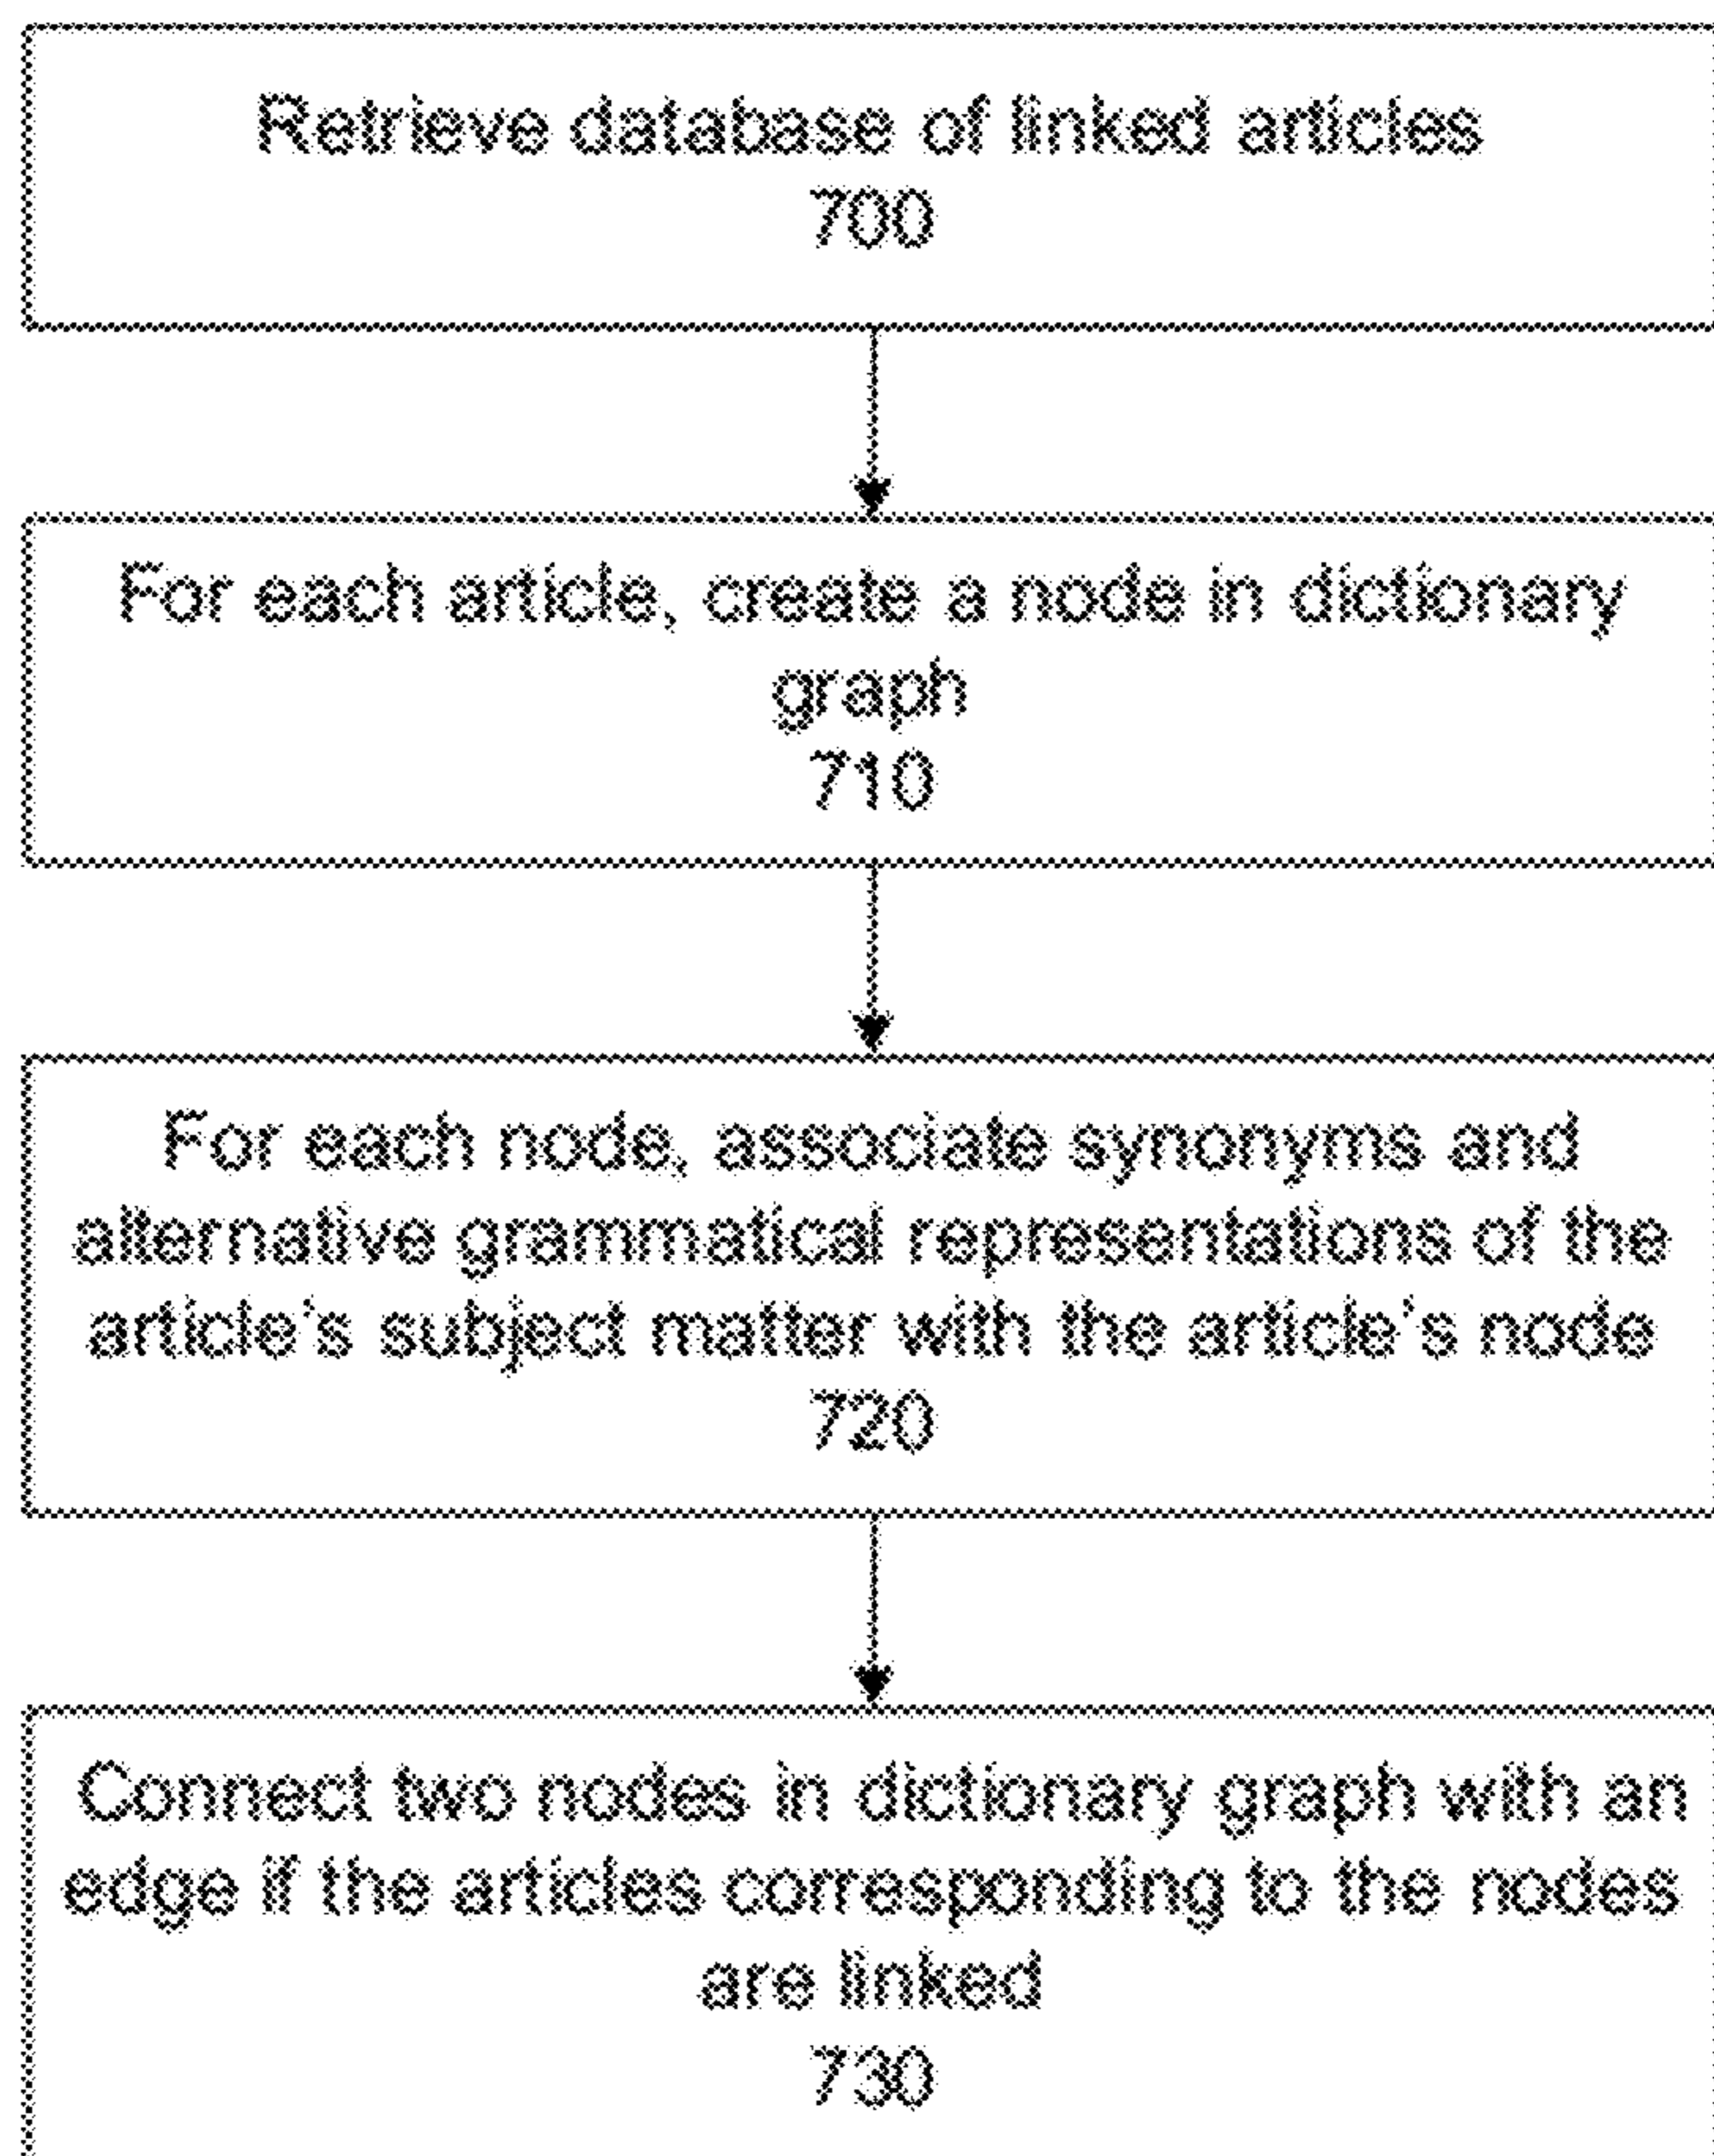 Retrieve database of linked articles
700
For each article, create a node in dictionary
graph
710
For each node, associate synonyms and
alternative grammatical representations of the
article's subject matter with the article's node
720
Connect two nodes in dictionary graph with an
edge if the articles corresponding to the nodes
are linked
730